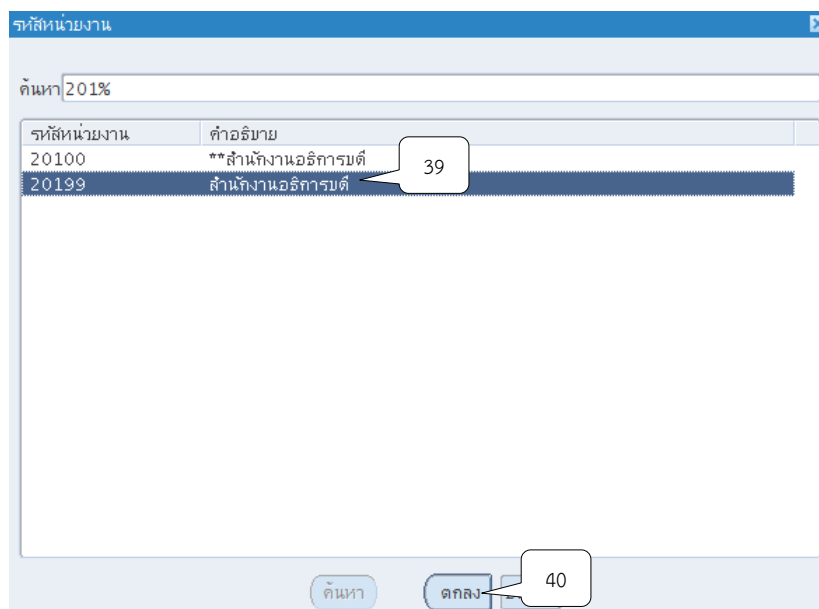 รหัสหน่วยงาน
ค้นหา 201%
รหัสหน่วยงาน คำอธิบาย
20100 **สำนักงานอธิการบดี
39
20199 สำนักงานอธิการบดี
ค้นหา ตกลง 40